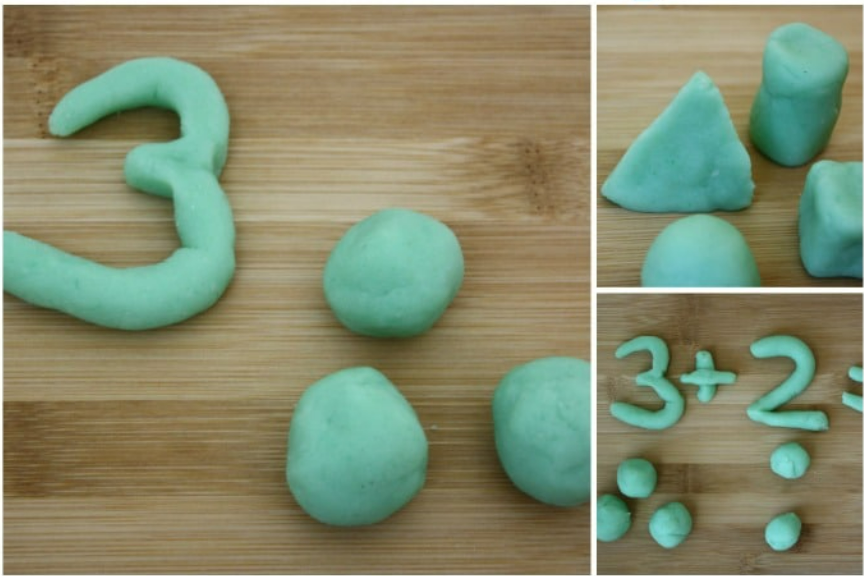 3
3 + 2 =